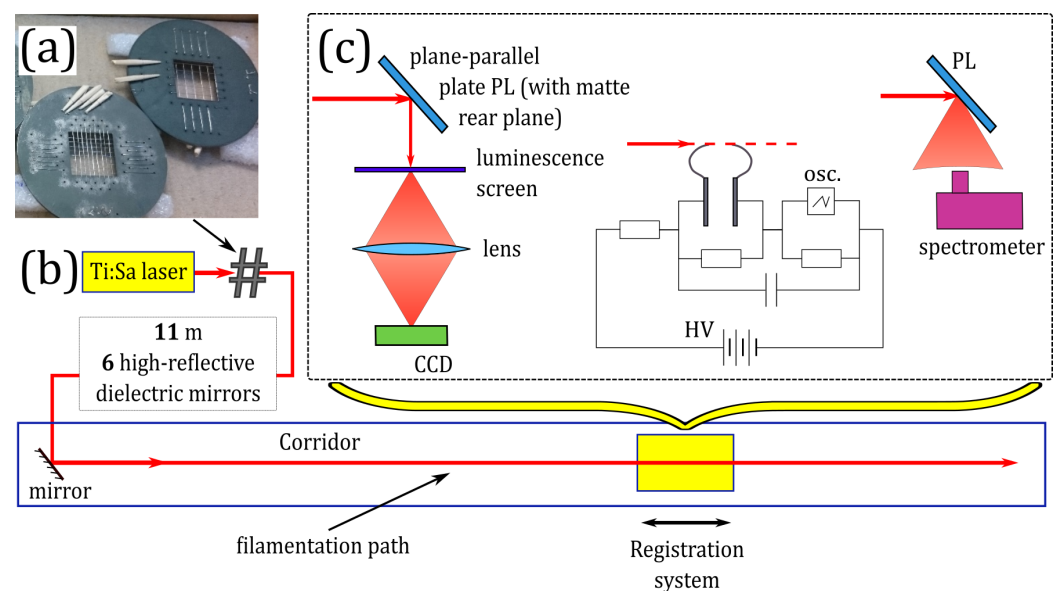 (a)
(c)
plane-parallel
plate PL (with matte
rear plane)
luminescence
screen
lens
CCD
osc.
HV
PL
spectrometer
(b)
Ti:Sa laser
11 m
6 high-reflective
dielectric mirrors
Corridor
mirror
filamentation path
Registration
system